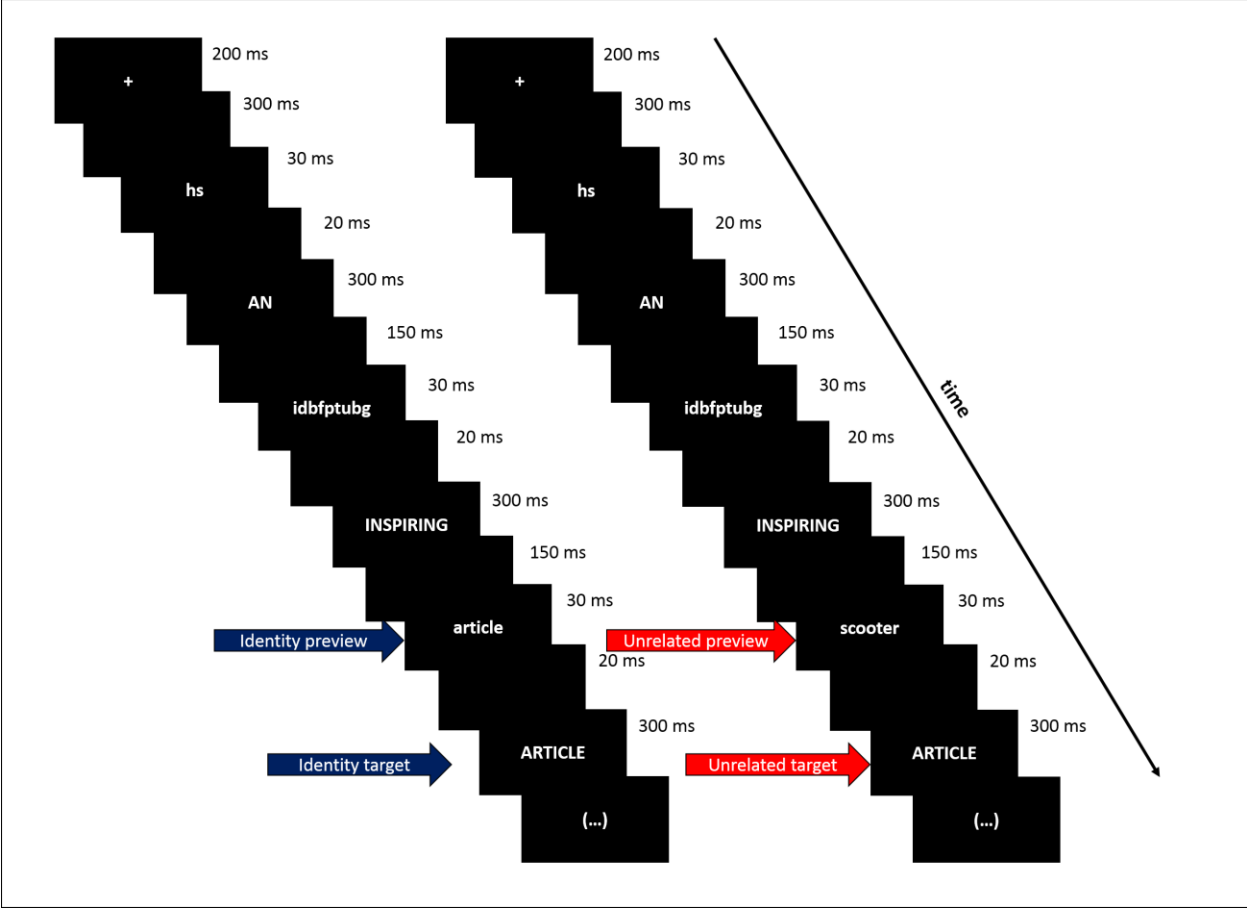 +
200 ms
300 ms
30 ms
hs
20 ms
300 ms
AN
150 ms
30 ms
idbfptubg
20 ms
300 ms
INSPIRING
150 ms
30 ms
article
Identity preview
20 ms
300 ms
ARTICLE
Identity target
(...)
+
200 ms
300 ms
30 ms
hs
20 ms
300 ms
AN
150 ms
30 ms
idbfptubg
20 ms
300 ms
INSPIRING
150 ms
30 ms
scooter
Unrelated preview
20 ms
300 ms
ARTICLE
Unrelated target
(...)
time